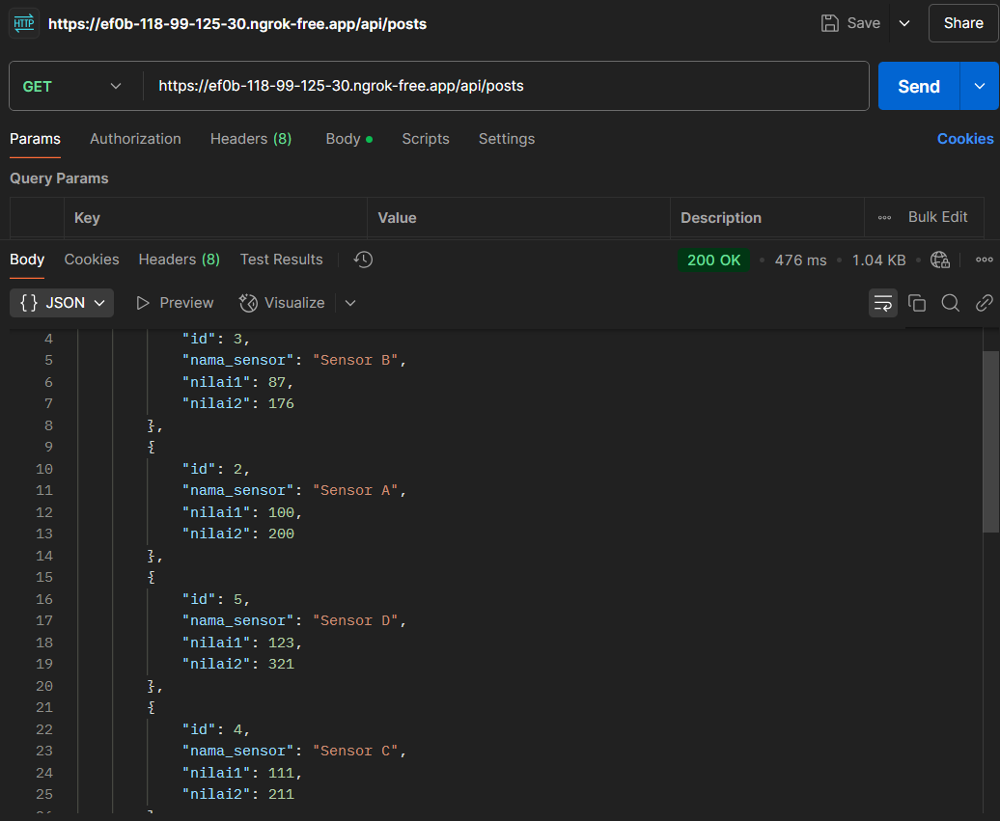 HTTP https://ef0b-118-99-125-30.ngrok-free.app/api/posts Save Share
GET https://ef0b-118-99-125-30.ngrok-free.app/api/posts Send
Params Authorization Headers (8) Body Scripts Settings Cookies
Query Params
Key Value Description Bulk Edit
Body Cookies Headers (8) Test Results 200 OK 476 ms 1.04 KB
{} JSON Preview Visualize
4 "id": 3,
5 "nama_sensor": "Sensor B",
6 "nilai1": 87,
7 "nilai2": 176
8 },
9 {
10 "id": 2,
11 "nama_sensor": "Sensor A",
12 "nilai1": 100,
13 "nilai2": 200
14 },
15 {
16 "id": 5,
17 "nama_sensor": "Sensor D",
18 "nilai1": 123,
19 "nilai2": 321
20 },
21 {
22 "id": 4,
23 "nama_sensor": "Sensor C",
24 "nilai1": 111,
25 "nilai2": 211